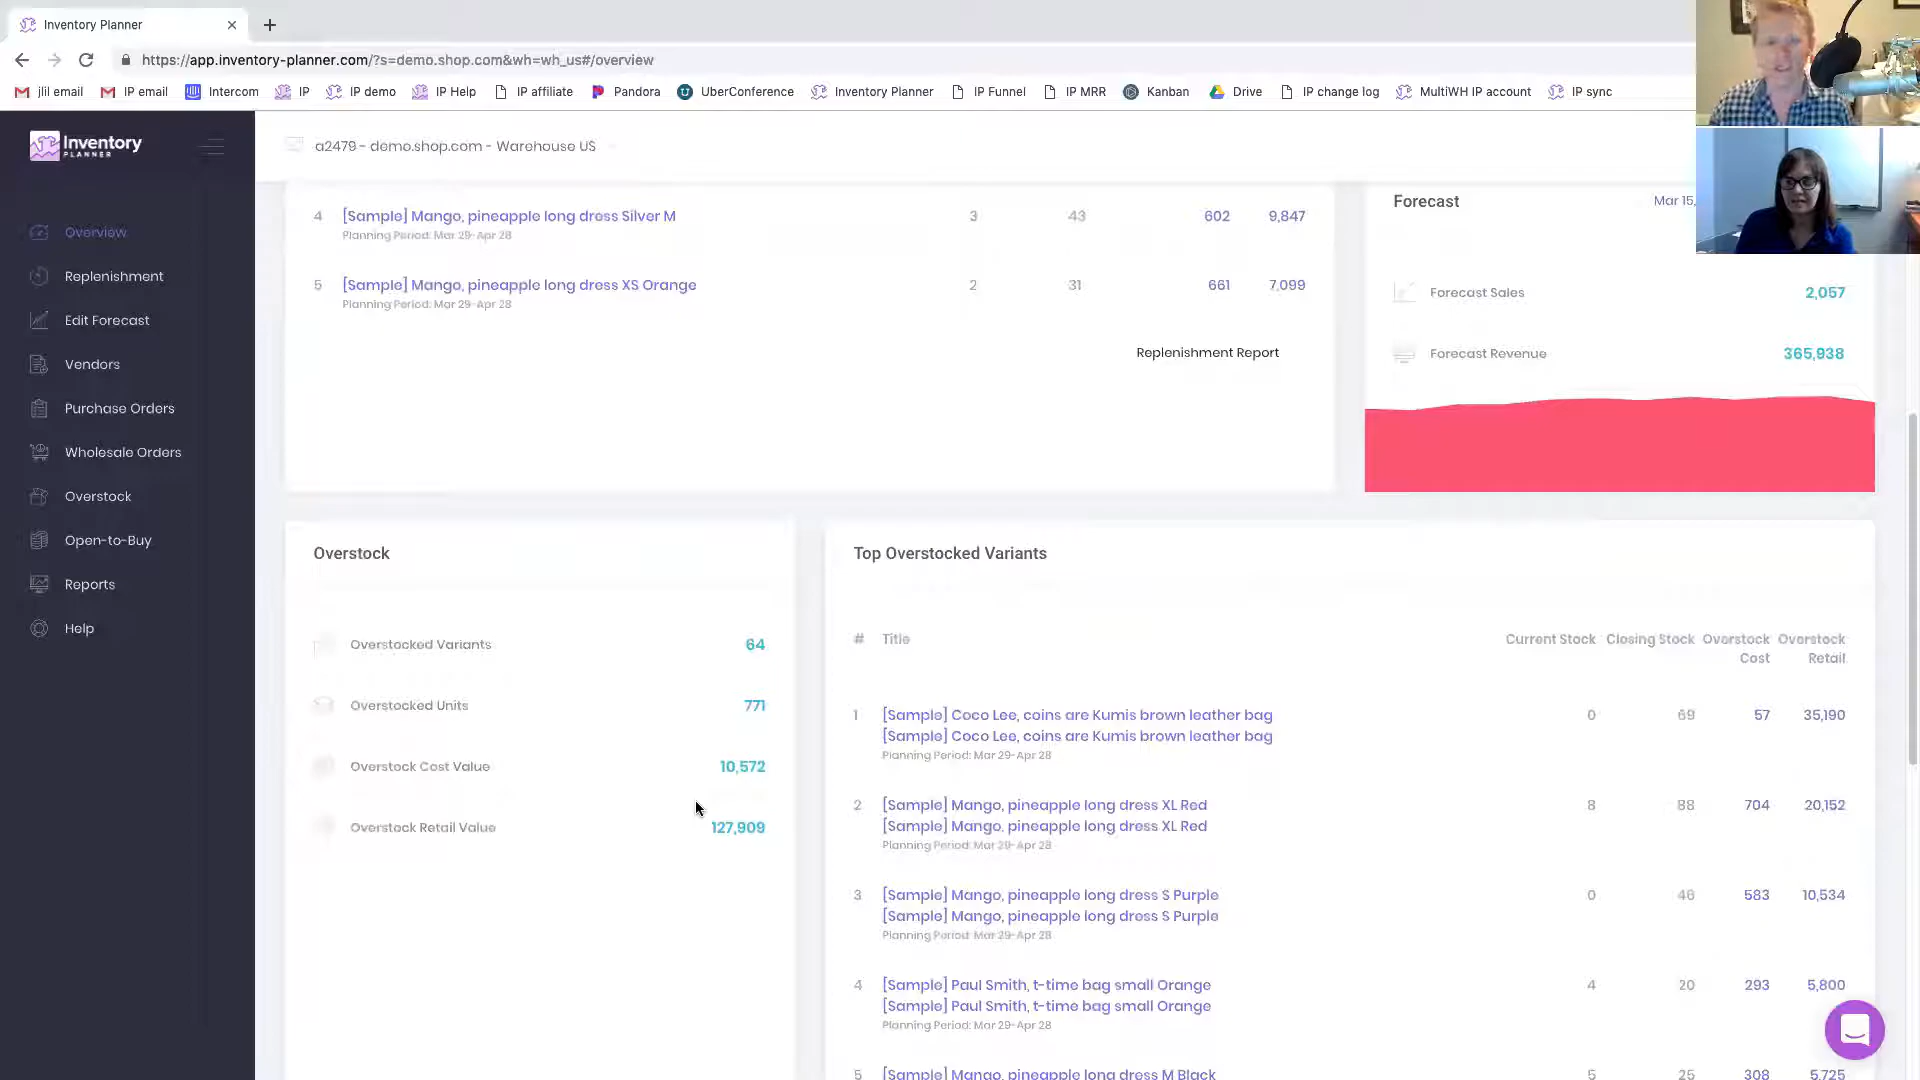 Inventory Planner
https://app.inventory-planner.com/?s=demo.shop.com&wh=wh_us#/overview
jlil email IP email Intercom IP IP demo IP Help IP affiliate Pandora UberConference Inventory Planner IP Funnel IP MRR Kanban Drive IP change log MultiWH IP account IP sync
Inventory
PLANNER
a2479 - demo.shop.com - Warehouse US
Overview
Replenishment
Edit Forecast
Vendors
Purchase Orders
Wholesale Orders
Overstock
Open-to-Buy
Reports
Help
4 [Sample] Mango, pineapple long dress Silver M 3 43 602 9,847
Planning Period: Mar 29-Apr 28
5 [Sample] Mango, pineapple long dress XS Orange 2 31 661 7,099
Planning Period: Mar 29-Apr 28
Replenishment Report
Forecast Mar 15,
Forecast Sales 2,057
Forecast Revenue 365,938
Overstock
Overstocked Variants 64
Overstocked Units 771
Overstock Cost Value 10,572
Overstock Retail Value 127,909
Top Overstocked Variants
# Title Current Stock Closing Stock Overstock Overstock
Cost Retail
1 [Sample] Coco Lee, coins are Kumis brown leather bag 0 69 57 35,190
[Sample] Coco Lee, coins are Kumis brown leather bag
Planning Period: Mar 29-Apr 28
2 [Sample] Mango, pineapple long dress XL Red 8 88 704 20,152
[Sample] Mango, pineapple long dress XL Red
Planning Period: Mar 29-Apr 28
3 [Sample] Mango, pineapple long dress S Purple 0 46 583 10,534
[Sample] Mango, pineapple long dress S Purple
Planning Period: Mar 29-Apr 28
4 [Sample] Paul Smith, t-time bag small Orange 4 20 293 5,800
[Sample] Paul Smith, t-time bag small Orange
Planning Period: Mar 29-Apr 28
5 [Sample] Mango, pineapple long dress M Black 5 25 308 5,725